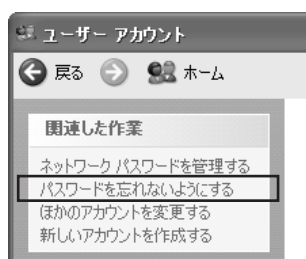 ユーザー アカウント
戻る ホーム
関連した作業
ネットワーク パスワードを管理する
パスワードを忘れないようにする
ほかのアカウントを変更する
新しいアカウントを作成する